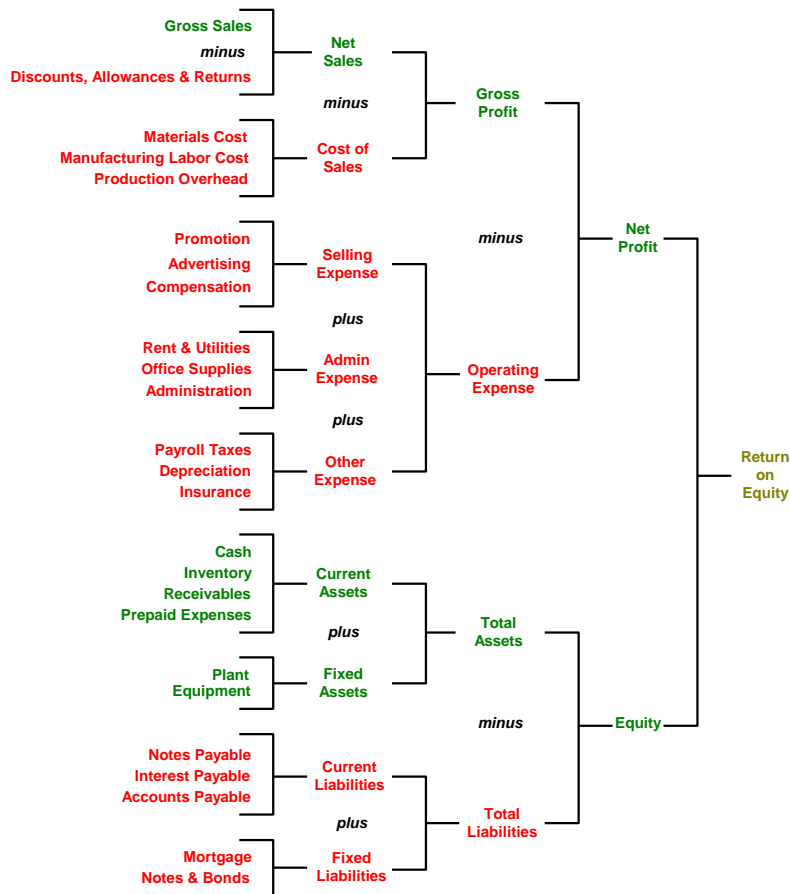 Gross Sales
minus
Discounts, Allowances & Returns
Net
Sales
minus
Materials Cost
Manufacturing Labor Cost
Production Overhead
Cost of
Sales
Gross
Profit
minus
Promotion
Advertising
Compensation
Selling
Expense
plus
Rent & Utilities
Office Supplies
Administration
Admin
Expense
plus
Payroll Taxes
Depreciation
Insurance
Other
Expense
Operating
Expense
Net
Profit
Return
on
Equity
Cash
Inventory
Receivables
Prepaid Expenses
Current
Assets
plus
Plant
Equipment
Fixed
Assets
Total
Assets
minus
Notes Payable
Interest Payable
Accounts Payable
Current
Liabilities
plus
Mortgage
Notes & Bonds
Fixed
Liabilities
Total
Liabilities
Equity